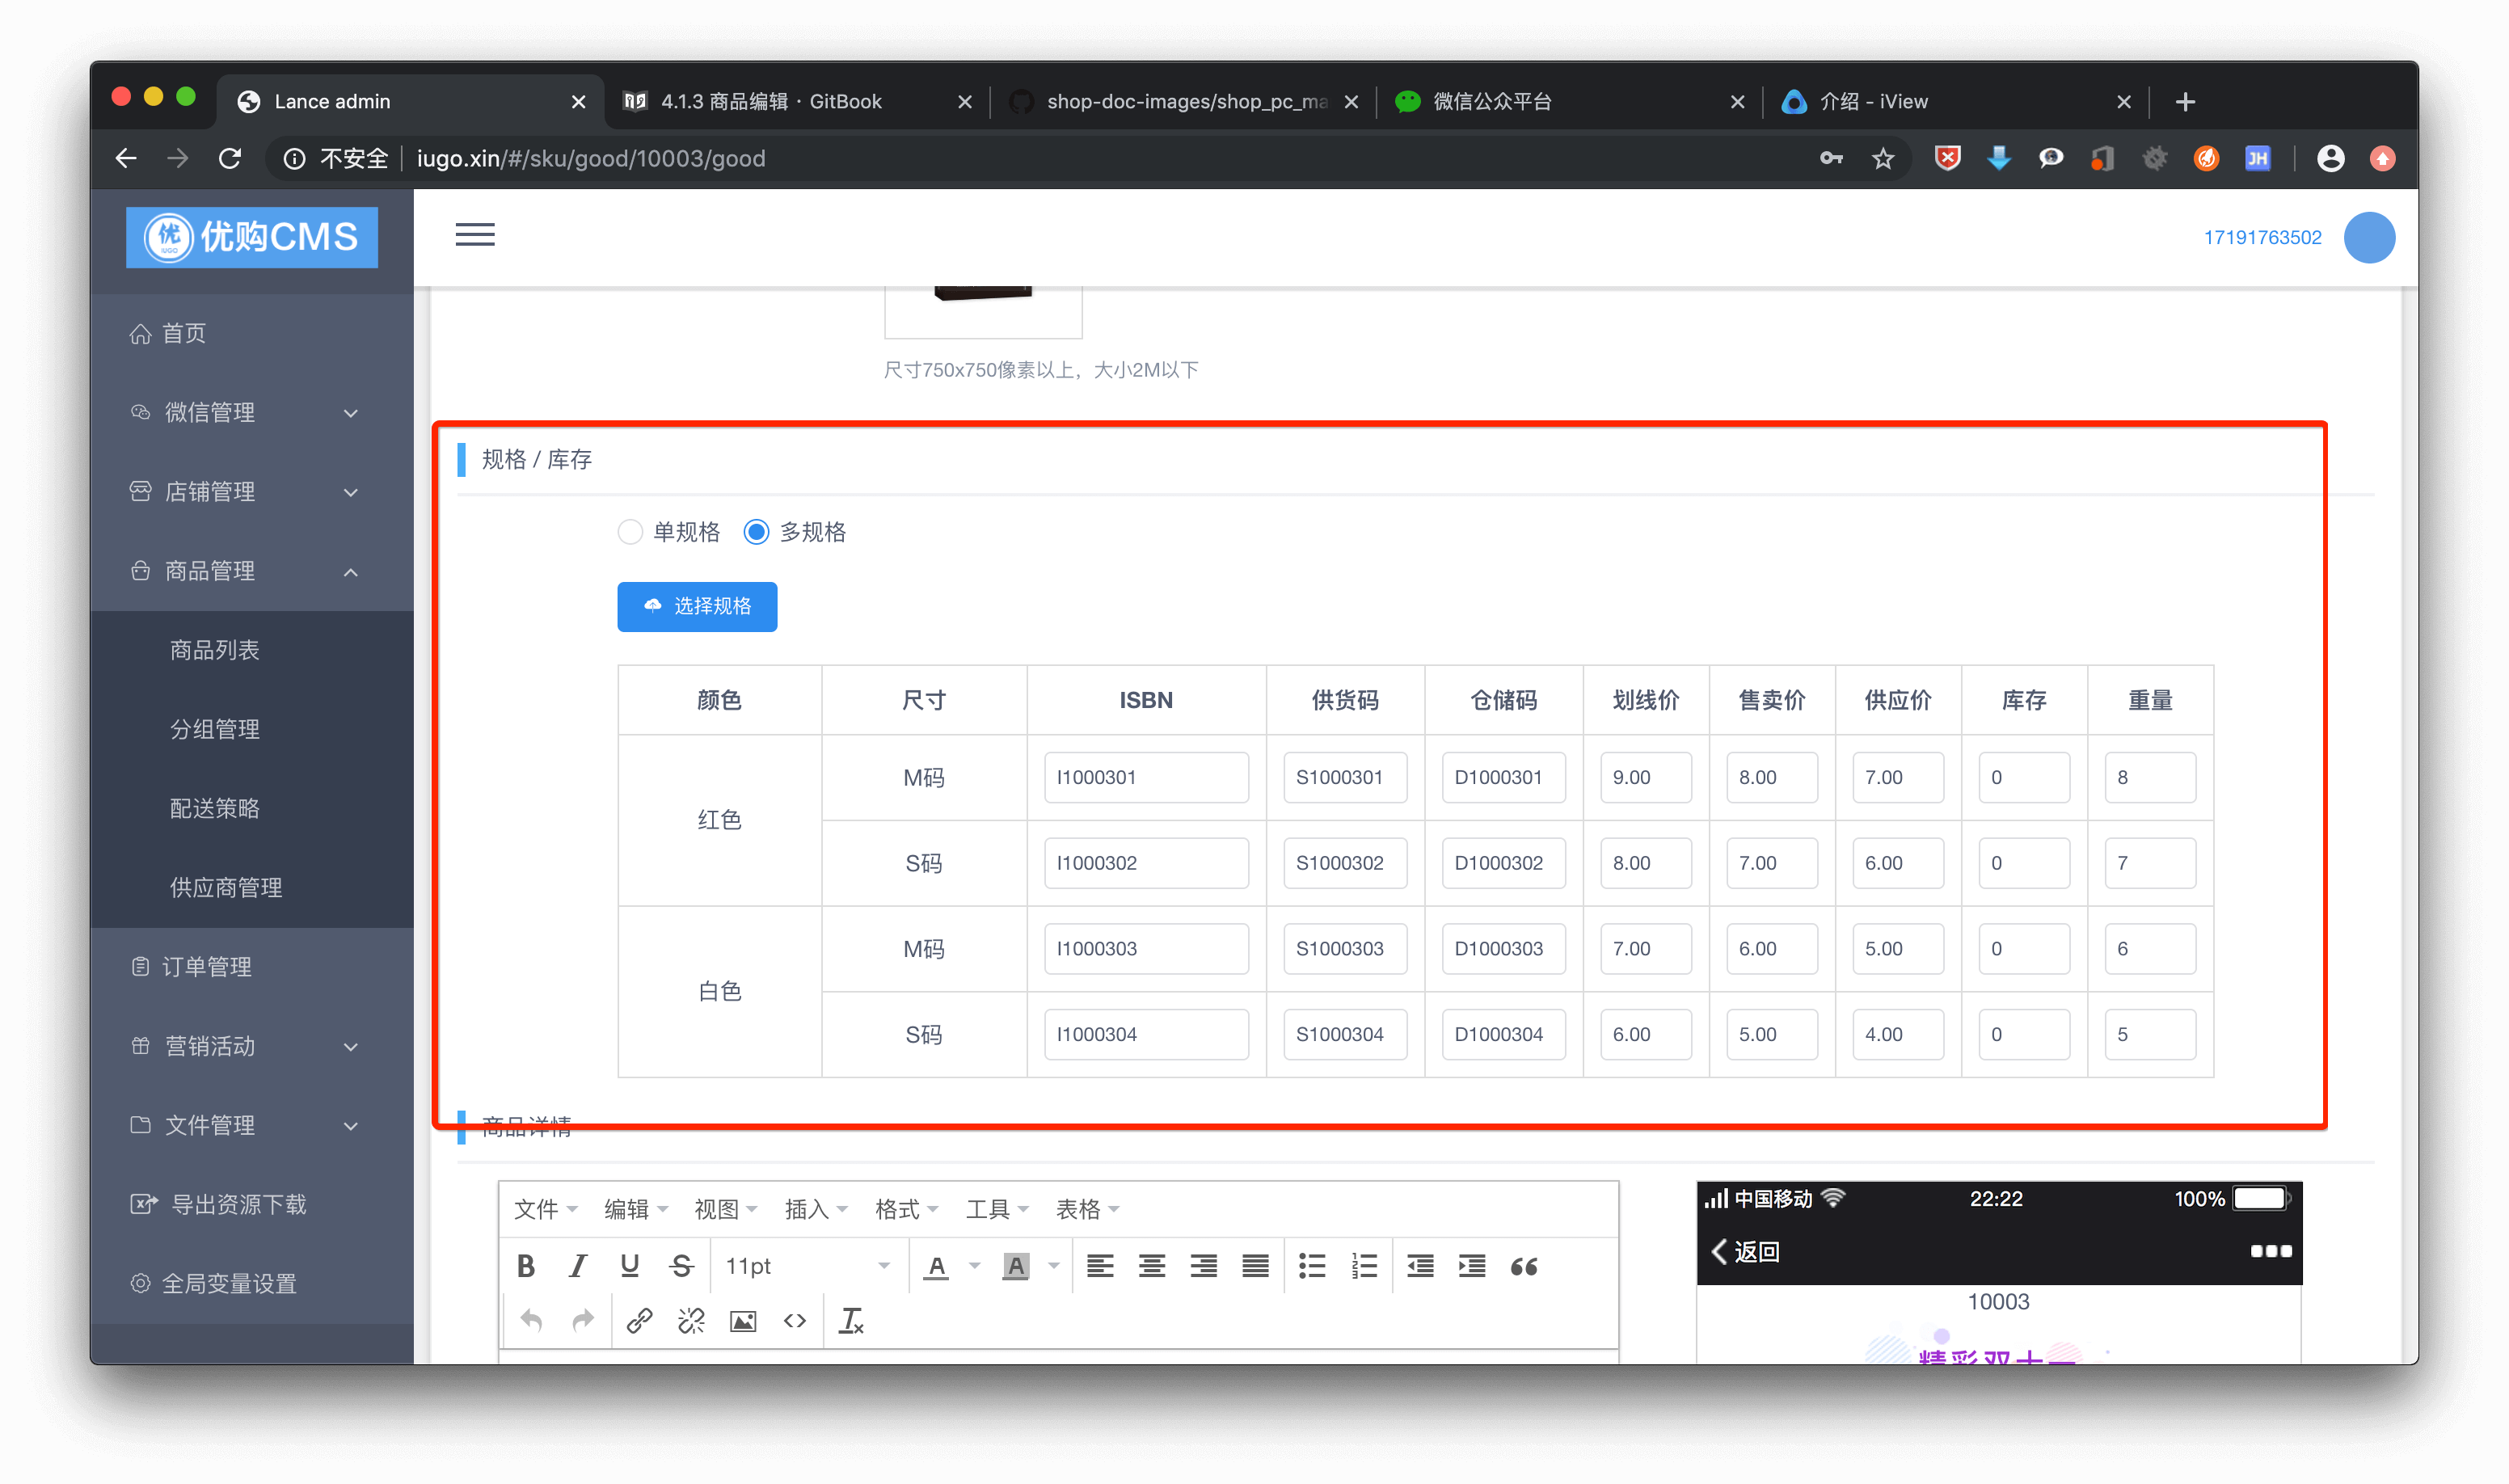 Lance admin
4.1.3 商品编辑 · GitBook
shop-doc-images/shop_pc_ma
微信公众平台
介绍 - iView
不安全
iugo.xin/#/sku/good/10003/good
JH
优
IUGO
优购CMS
17191763502
首页
微信管理
店铺管理
商品管理
商品列表
分组管理
配送策略
供应商管理
订单管理
营销活动
文件管理
导出资源下载
全局变量设置
尺寸750x750像素以上，大小2M以下
规格 / 库存
单规格 多规格
选择规格
颜色 尺寸 ISBN 供货码 仓储码 划线价 售卖价 供应价 库存 重量
红色
M码 I1000301 S1000301 D1000301 9.00 8.00 7.00 0 8
S码 I1000302 S1000302 D1000302 8.00 7.00 6.00 0 7
白色
M码 I1000303 S1000303 D1000303 7.00 6.00 5.00 0 6
S码 I1000304 S1000304 D1000304 6.00 5.00 4.00 0 5
商品详情
文件 编辑 视图 插入 格式 工具 表格
11pt
中国移动 22:22 100%
返回
10003
精彩双十一